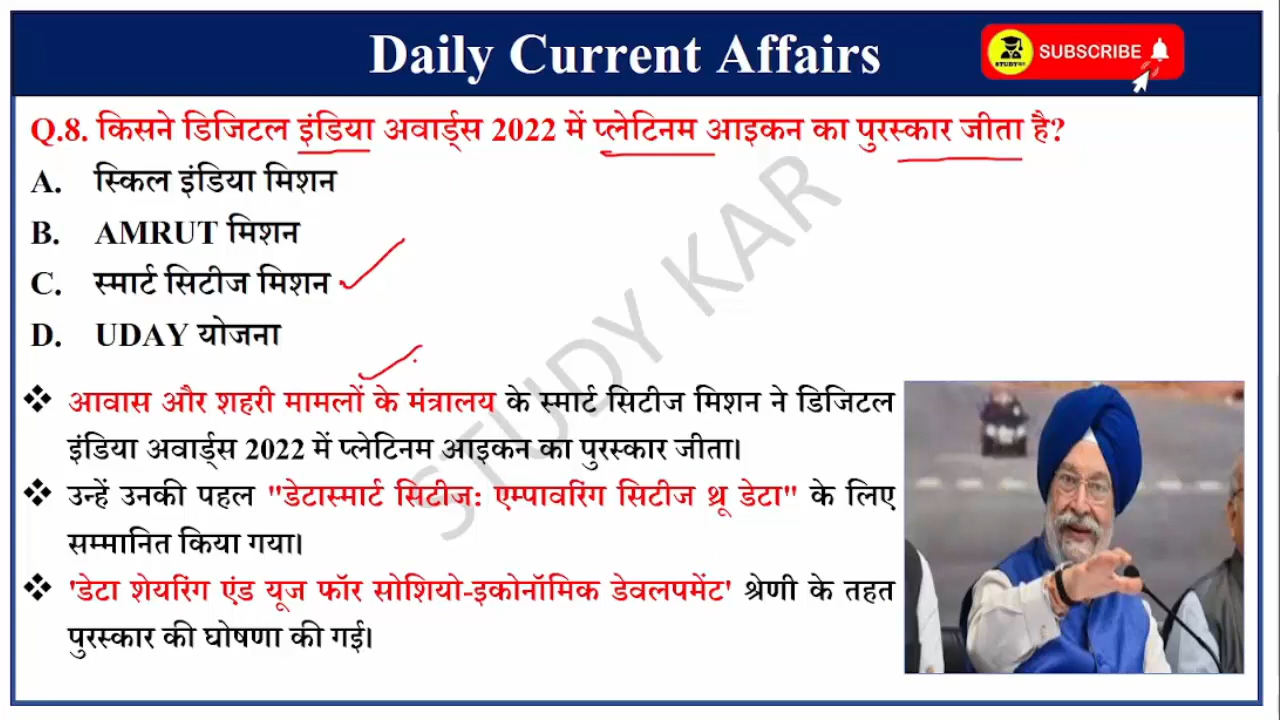 Daily Current Affairs
STUDY KAR
SUBSCRIBE
Q.8. किसने डिजिटल इंडिया अवार्ड्स 2022 में प्लेटिनम आइकन का पुरस्कार जीता है?
A. स्किल इंडिया मिशन
B. AMRUT मिशन
C. स्मार्ट सिटीज मिशन
D. UDAY योजना
❖ आवास और शहरी मामलों के मंत्रालय के स्मार्ट सिटीज मिशन ने डिजिटल
इंडिया अवार्ड्स 2022 में प्लेटिनम आइकन का पुरस्कार जीता।
❖ उन्हें उनकी पहल "डेटास्मार्ट सिटीज: एम्पावरिंग सिटीज थ्रू डेटा" के लिए
सम्मानित किया गया।
❖ 'डेटा शेयरिंग एंड यूज फॉर सोशियो-इकोनॉमिक डेवलपमेंट' श्रेणी के तहत
पुरस्कार की घोषणा की गई।
STUDY KAR